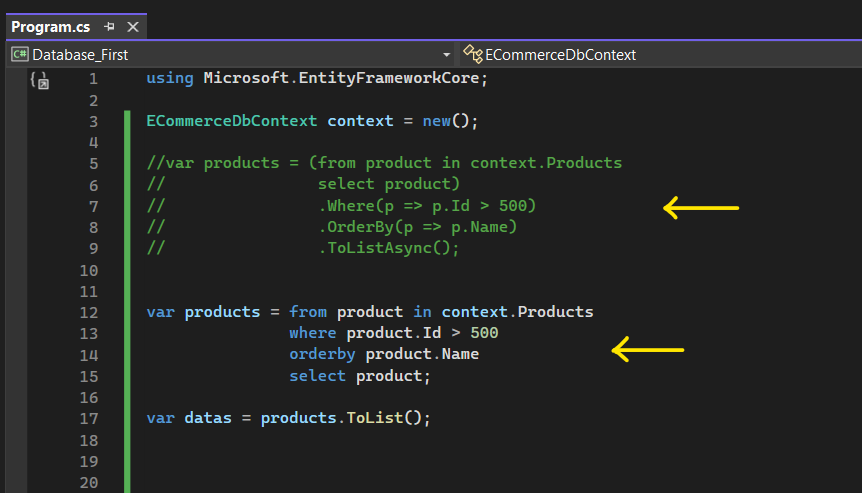 Program.cs
C# Database_First ECommerceDbContext
1 using Microsoft.EntityFrameworkCore;
2
3 ECommerceDbContext context = new();
4
5 //var products = (from product in context.Products
6 //                select product)
7 //                .Where(p => p.Id > 500)
8 //                .OrderBy(p => p.Name)
9 //                .ToListAsync();
10
11
12 var products = from product in context.Products
13                where product.Id > 500
14                orderby product.Name
15                select product;
16
17 var datas = products.ToList();
18
19
20